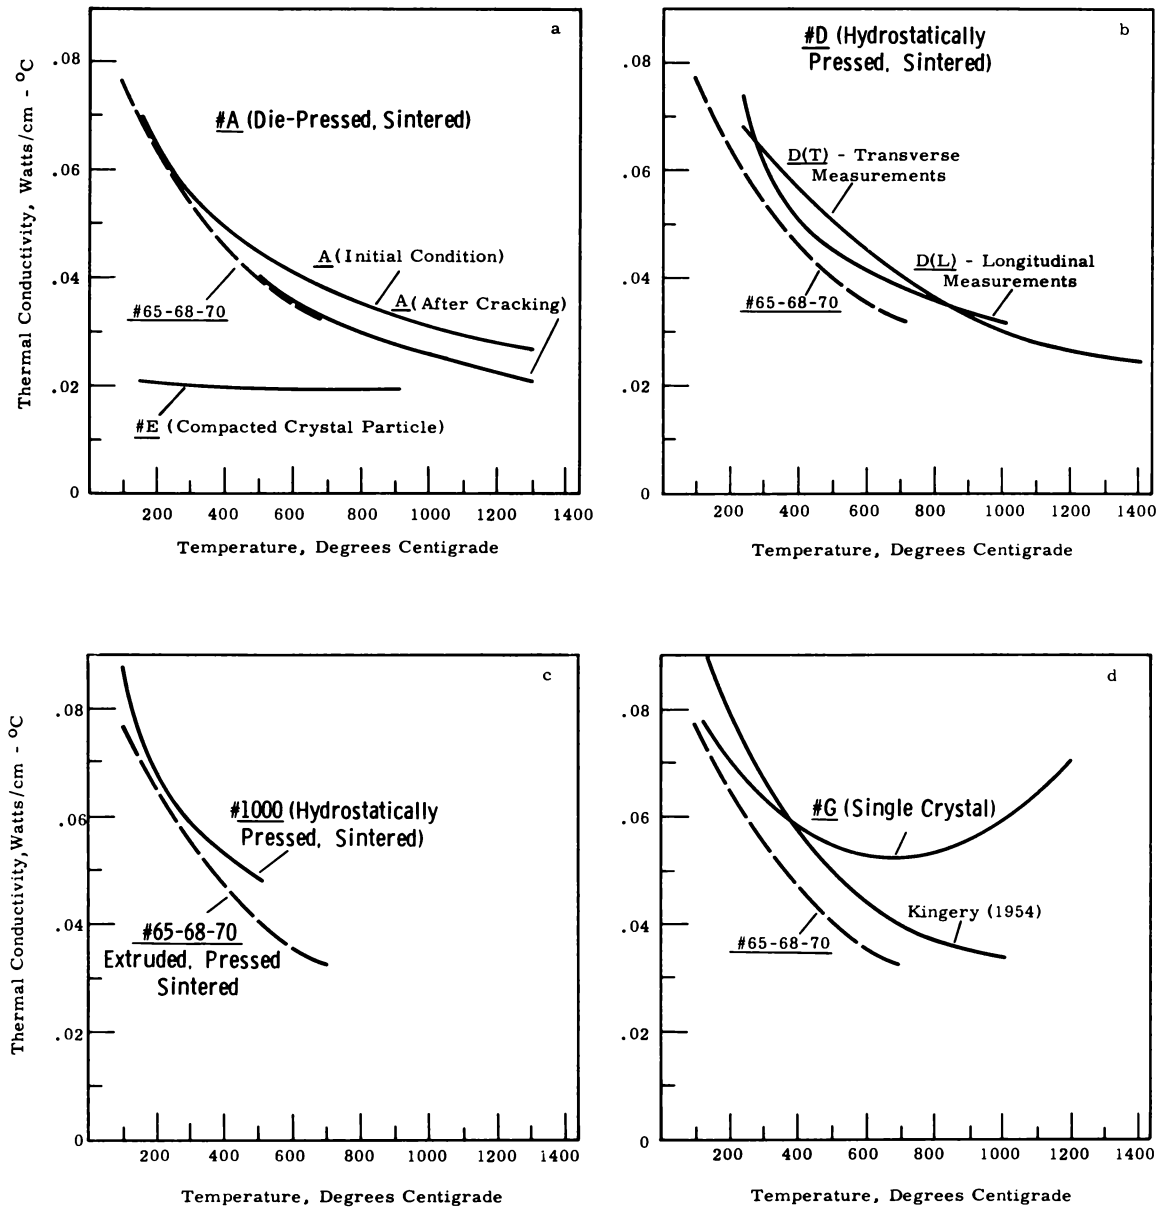 a
Thermal Conductivity, Watts/cm - °C
.08
.06
.04
.02
0
#A (Die-Pressed, Sintered)
A (Initial Condition)
A (After Cracking)
#65-68-70
#E (Compacted Crystal Particle)
200 400 600 800 1000 1200 1400
Temperature, Degrees Centigrade
b
.08
.06
.04
.02
0
#D (Hydrostatically
Pressed, Sintered)
D(T) - Transverse
Measurements
D(L) - Longitudinal
Measurements
#65-68-70
200 400 600 800 1000 1200 1400
Temperature, Degrees Centigrade
c
Thermal Conductivity, Watts/cm - °C
.08
.06
.04
.02
0
#1000 (Hydrostatically
Pressed, Sintered)
#65-68-70
Extruded, Pressed
Sintered
200 400 600 800 1000 1200 1400
Temperature, Degrees Centigrade
d
.08
.06
.04
.02
0
#G (Single Crystal)
Kingery (1954)
#65-68-70
200 400 600 800 1000 1200 1400
Temperature, Degrees Centigrade